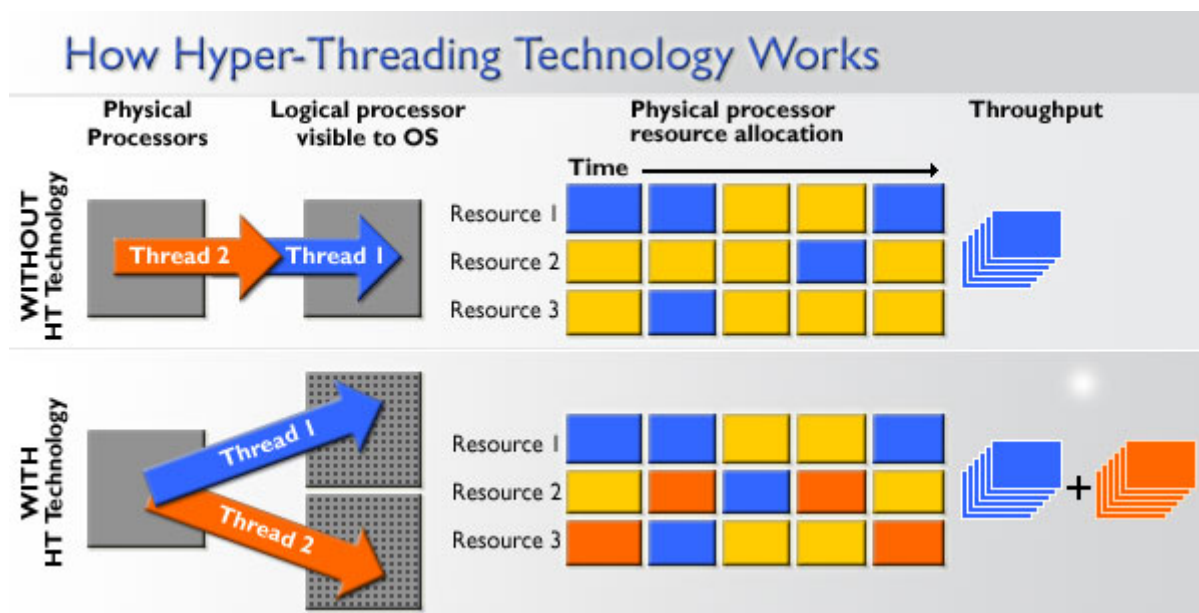 How Hyper-Threading Technology Works
Physical
Processors
Logical processor
visible to OS
Physical processor
resource allocation
Throughput
WITHOUT
HT Technology
Thread 2
Thread 1
Time
Resource 1
Resource 2
Resource 3
WITH
HT Technology
Thread 1
Thread 2
Resource 1
Resource 2
Resource 3
+